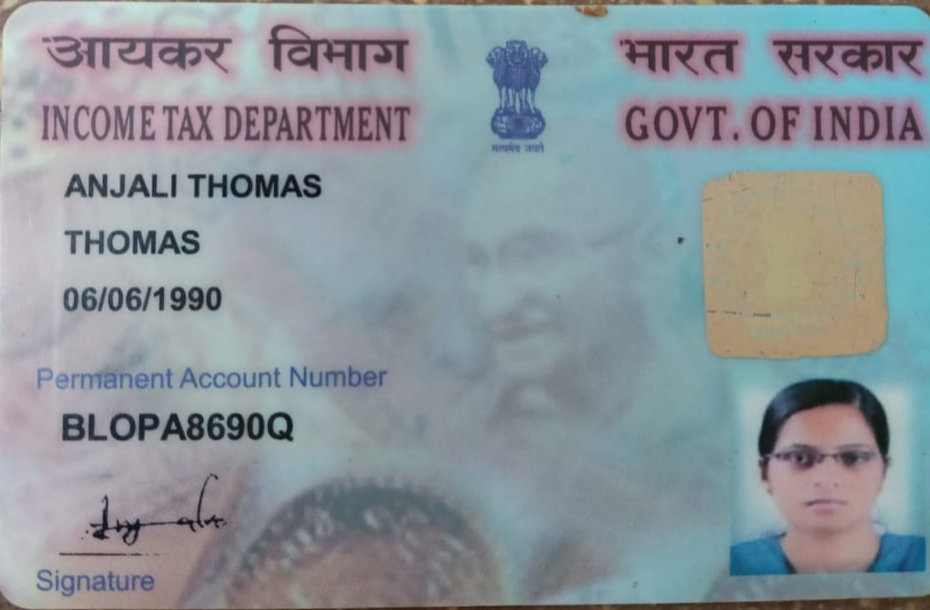 आयकर विभाग
INCOME TAX DEPARTMENT
भारत सरकार
GOVT. OF INDIA
सत्यमेव जयते
ANJALI THOMAS
THOMAS
06/06/1990
Permanent Account Number
BLOPA8690Q
Signature